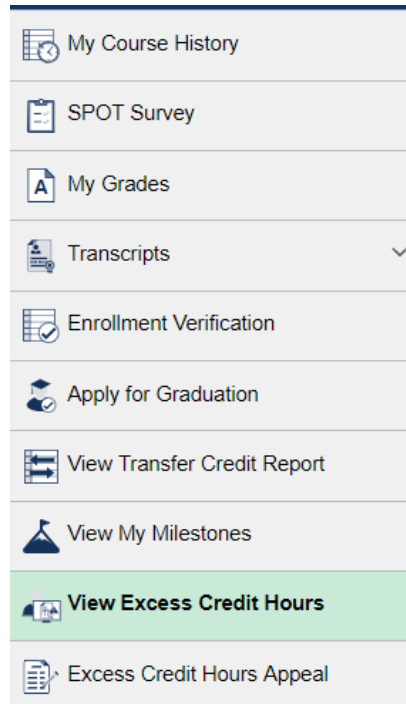 My Course History
SPOT Survey
A My Grades
Transcripts
Enrollment Verification
Apply for Graduation
View Transfer Credit Report
View My Milestones
View Excess Credit Hours
Excess Credit Hours Appeal